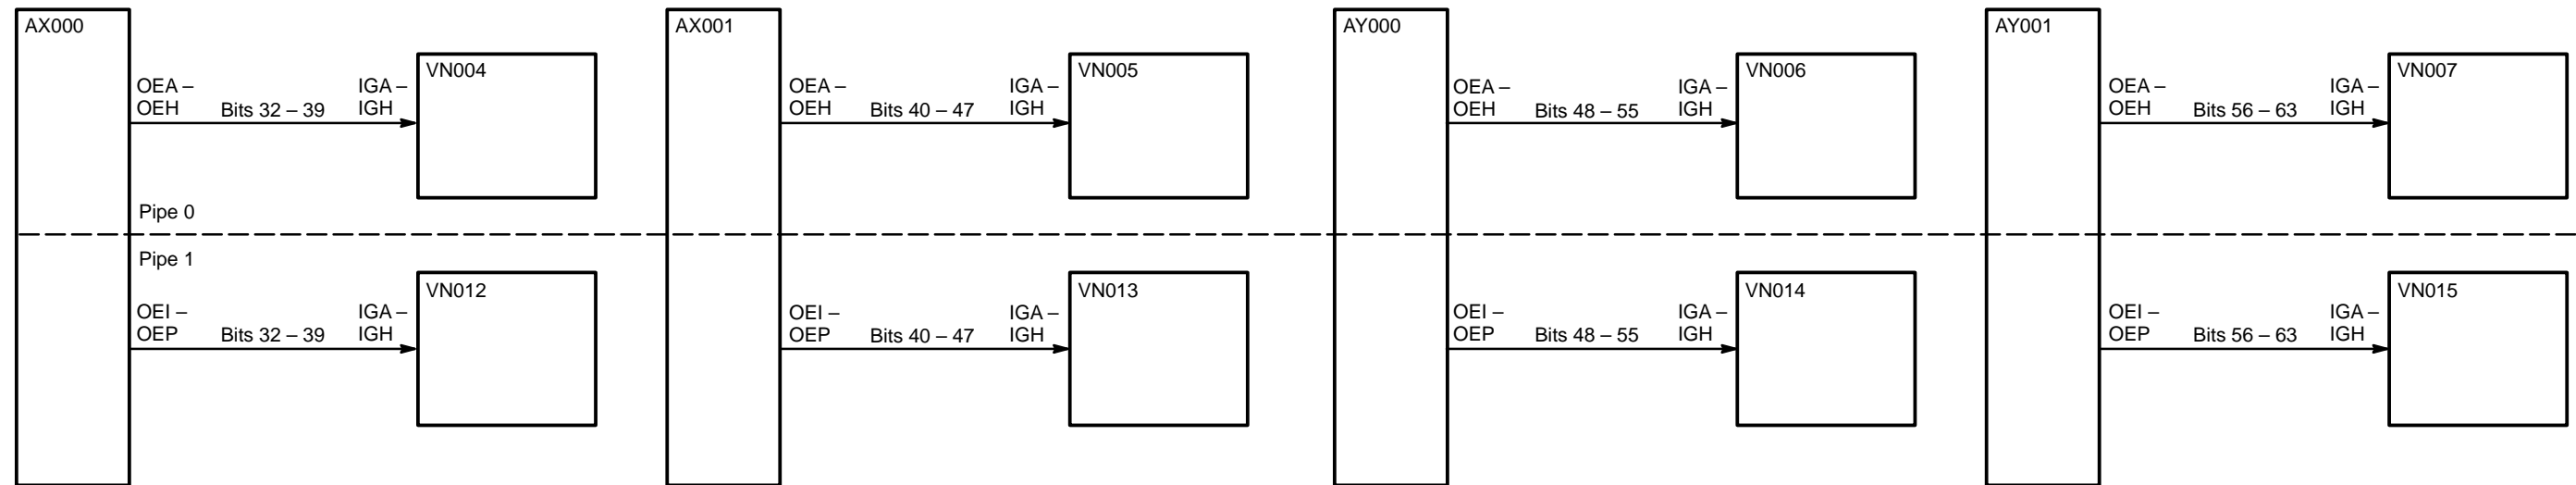 AX000
AX001
AY000
AY001
VN004
VN005
VN006
VN007
OEA –
OEH
Bits 32 – 39
IGA –
IGH
OEA –
OEH
Bits 40 – 47
IGA –
IGH
OEA –
OEH
Bits 48 – 55
IGA –
IGH
OEA –
OEH
Bits 56 – 63
IGA –
IGH
Pipe 0
Pipe 1
VN012
VN013
VN014
VN015
OEI –
OEP
Bits 32 – 39
IGA –
IGH
OEI –
OEP
Bits 40 – 47
IGA –
IGH
OEI –
OEP
Bits 48 – 55
IGA –
IGH
OEI –
OEP
Bits 56 – 63
IGA –
IGH